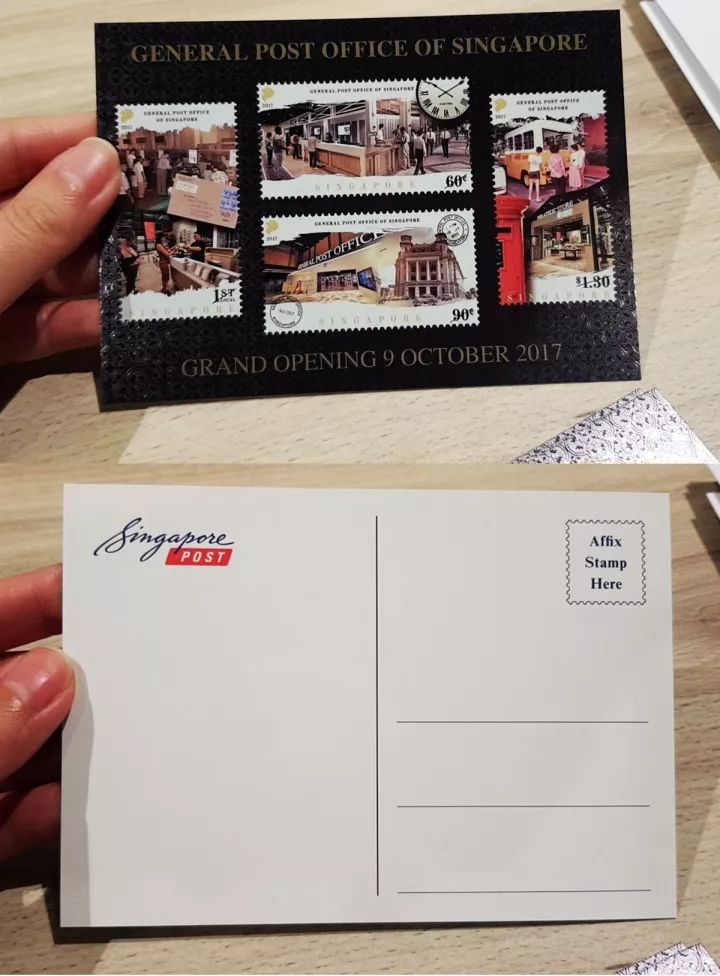 GENERAL POST OFFICE OF SINGAPORE
2017
GENERAL POST OFFICE
OF SINGAPORE
1ST
LOCAL
SINGAPORE
2017
GENERAL POST OFFICE OF SINGAPORE
SINGAPORE
60¢
2017
GENERAL POST OFFICE OF SINGAPORE
GENERAL POST OFFICE
SINGAPORE
90¢
2017
GENERAL POST OFFICE
OF SINGAPORE
$1.30
SINGAPORE
GRAND OPENING 9 OCTOBER 2017
Singapore
POST
Affix
Stamp
Here